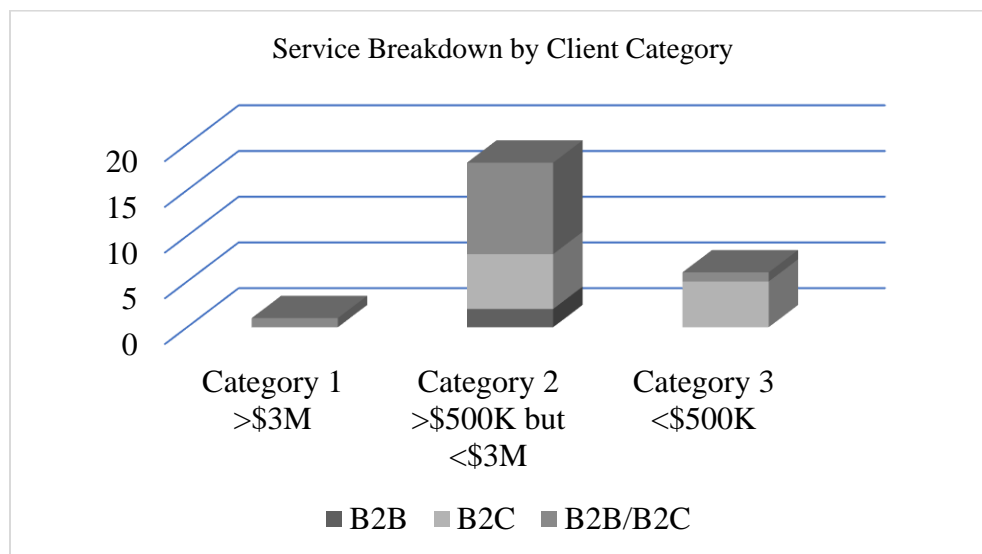 Service Breakdown by Client Category
20
15
10
5
0
Category 1
>$3M
Category 2
>$500K but
<$3M
Category 3
<$500K
B2B B2C B2B/B2C